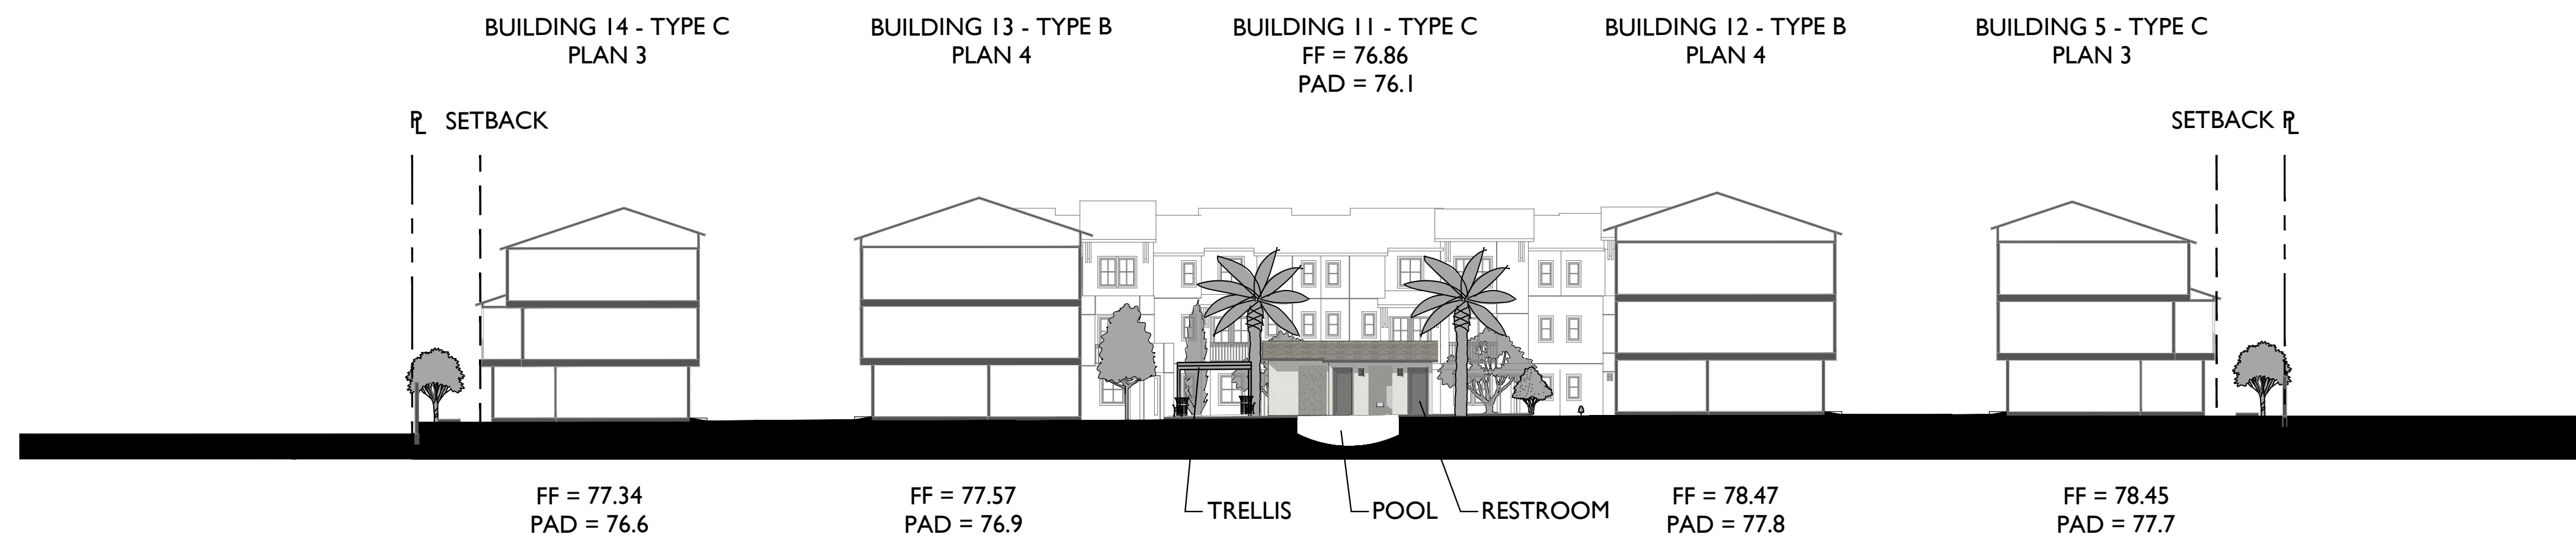 BUILDING 14 - TYPE C
PLAN 3
BUILDING 13 - TYPE B
PLAN 4
BUILDING 11 - TYPE C
FF = 76.86
PAD = 76.1
BUILDING 12 - TYPE B
PLAN 4
BUILDING 5 - TYPE C
PLAN 3
PL SETBACK
SETBACK PL
FF = 77.34
PAD = 76.6
FF = 77.57
PAD = 76.9
TRELLIS
POOL
RESTROOM
FF = 78.47
PAD = 77.8
FF = 78.45
PAD = 77.7